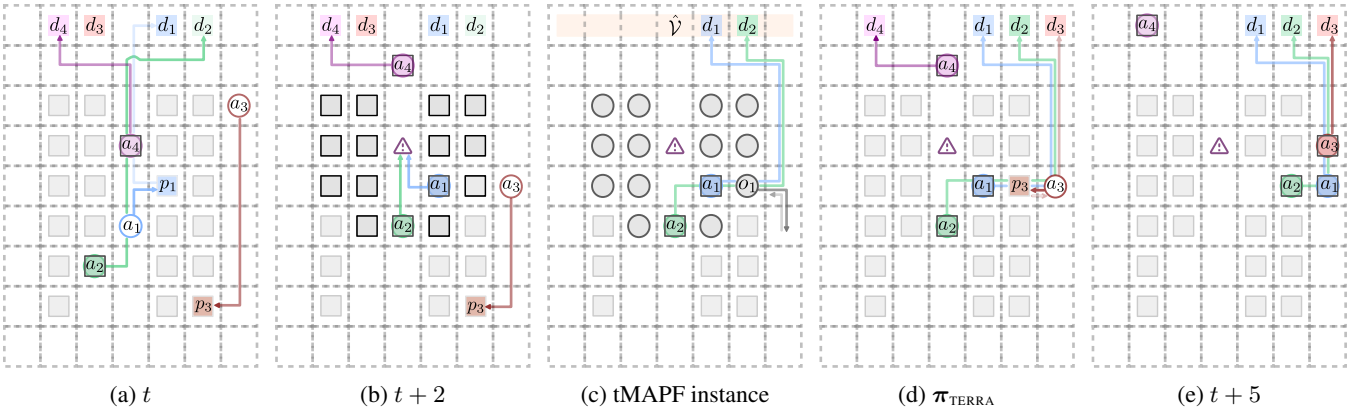 d₄ d₃ d₁ d₂
a₃
a₄
p₁
a₁
a₂
p₃
(a) t
d₄ d₃ d₁ d₂
a₄
a₁ a₃
a₂
p₃
(b) t + 2
𝒱̂ d₁ d₂
a₁ o₁
a₂
(c) tMAPF instance
d₄ d₁ d₂ d₃
a₄
a₁ p₃ a₃
a₂
(d) π_TERRA
a₄ d₁ d₂ d₃
a₃
a₂ a₁
(e) t + 5